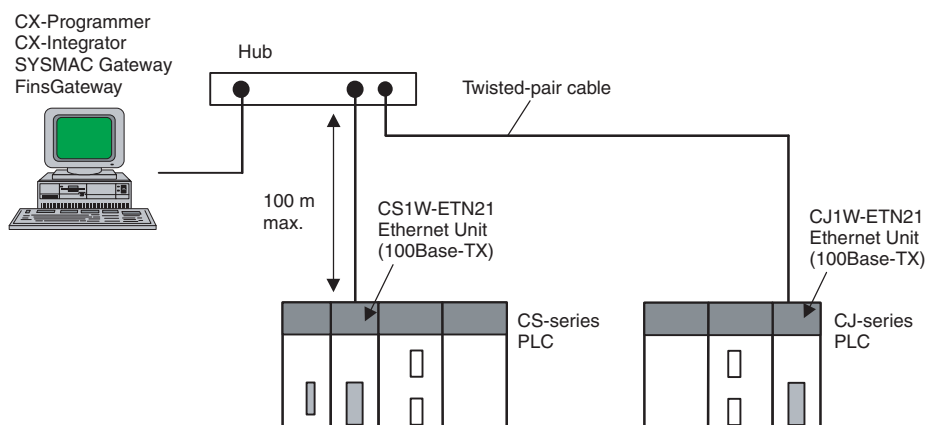 CX-Programmer
CX-Integrator
SYSMAC Gateway
FinsGateway
Hub
Twisted-pair cable
100 m
max.
CS1W-ETN21
Ethernet Unit
(100Base-TX)
CJ1W-ETN21
Ethernet Unit
(100Base-TX)
CS-series
PLC
CJ-series
PLC